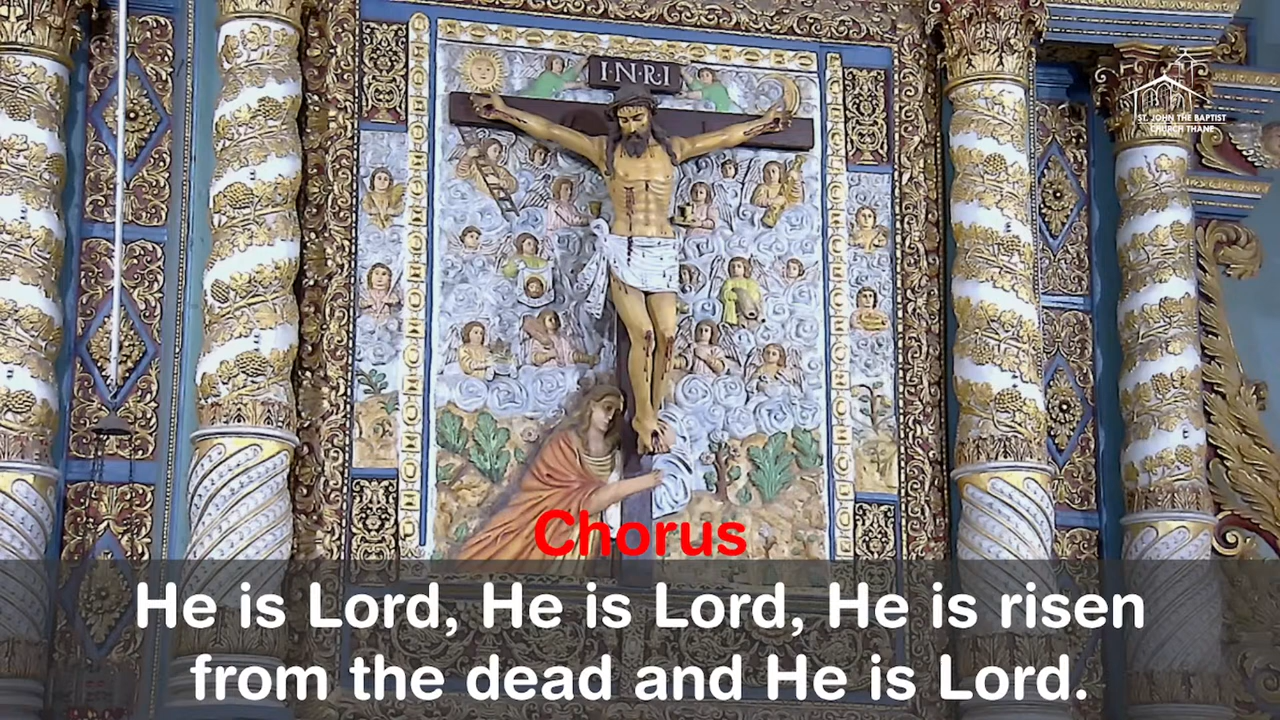 I.N.R.I
ST. JOHN THE BAPTIST
CHURCH THANE
Chorus
He is Lord, He is Lord, He is risen
from the dead and He is Lord.